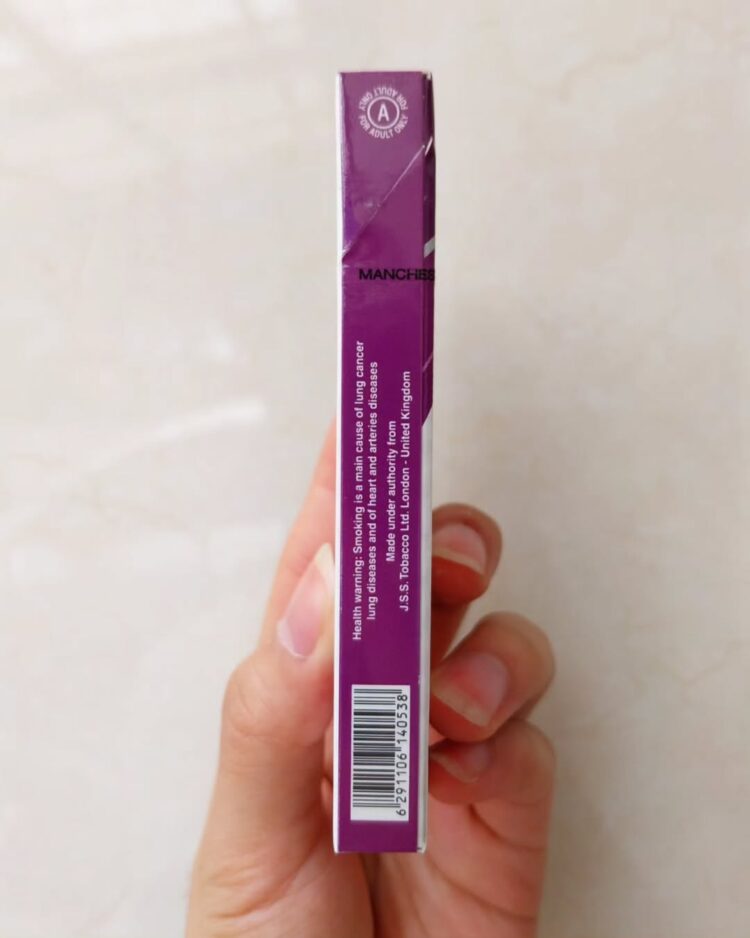 FOR ADULT ONLY FOR ADULT ONLY
A
MANCHES
Health warning: Smoking is a main cause of lung cancer
lung diseases and of heart and arteries diseases
Made under authority from
J.S.S. Tobacco Ltd. London - United Kingdom
6 291106 140538